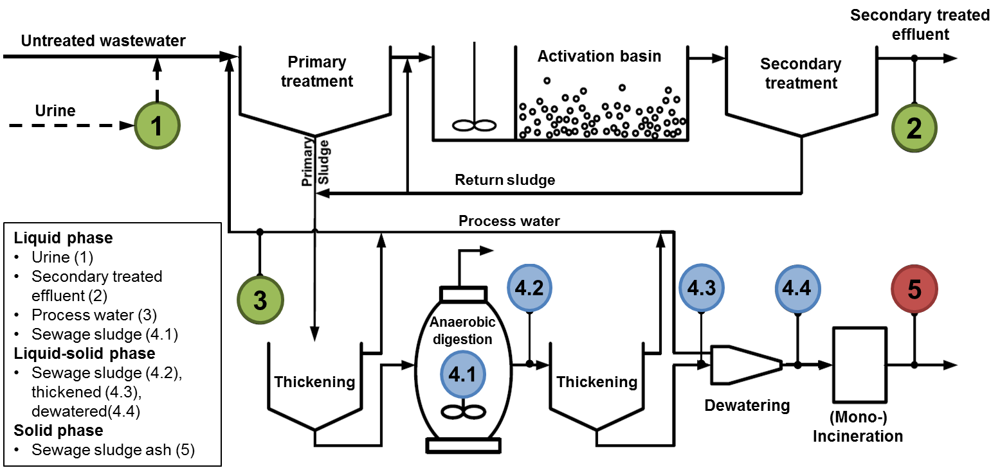 Secondary treated
effluent
Untreated wastewater
Primary
treatment
Activation basin
Secondary
treatment
Urine
1
2
Primary
Sludge
Return sludge
Process water
Liquid phase
• Urine (1)
• Secondary treated
effluent (2)
• Process water (3)
• Sewage sludge (4.1)
Liquid-solid phase
• Sewage sludge (4.2),
thickened (4.3),
dewatered(4.4)
Solid phase
• Sewage sludge ash (5)
3
4.2
4.3
4.4
5
Anaerobic
digestion
4.1
Thickening
Thickening
Dewatering
(Mono-)
Incineration